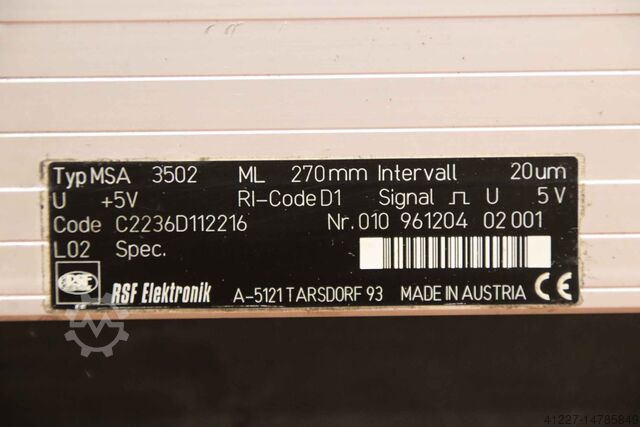 Typ MSA 3502 ML 270mm Intervall 20um
U +5V RI-Code D1 Signal U 5V
Code C2236D112216 Nr. 010 961204 02 001
L02 Spec.
RSF
RSF Elektronik A-5121 TARSDORF 93 MADE IN AUSTRIA CE
41227-14785849